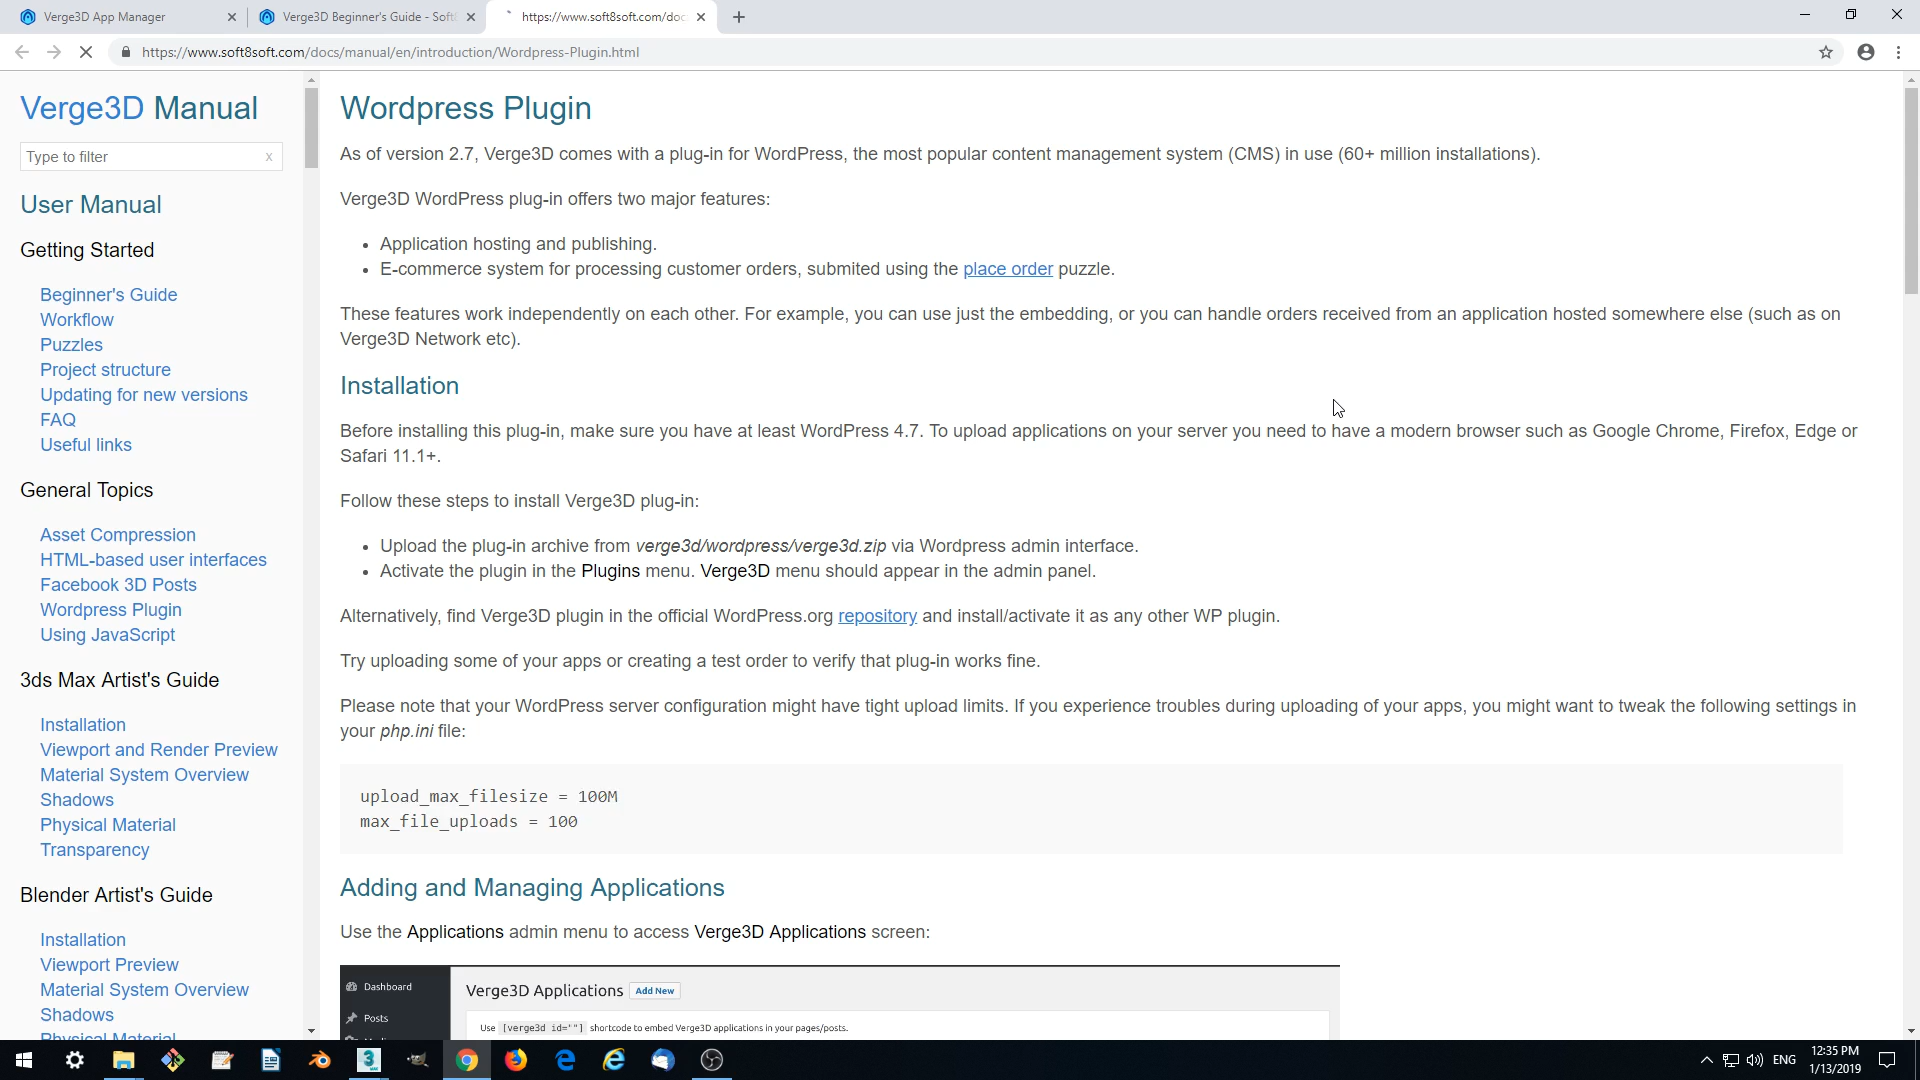 Verge3D App Manager
Verge3D Beginner's Guide - Soft8
https://www.soft8soft.com/doc
https://www.soft8soft.com/docs/manual/en/introduction/Wordpress-Plugin.html
Verge3D Manual
Type to filter
x
User Manual
Getting Started
Beginner's Guide
Workflow
Puzzles
Project structure
Updating for new versions
FAQ
Useful links
General Topics
Asset Compression
HTML-based user interfaces
Facebook 3D Posts
Wordpress Plugin
Using JavaScript
3ds Max Artist's Guide
Installation
Viewport and Render Preview
Material System Overview
Shadows
Physical Material
Transparency
Blender Artist's Guide
Installation
Viewport Preview
Material System Overview
Shadows
Physical Material
Wordpress Plugin
As of version 2.7, Verge3D comes with a plug-in for WordPress, the most popular content management system (CMS) in use (60+ million installations).
Verge3D WordPress plug-in offers two major features:
• Application hosting and publishing.
• E-commerce system for processing customer orders, submited using the place order puzzle.
These features work independently on each other. For example, you can use just the embedding, or you can handle orders received from an application hosted somewhere else (such as on
Verge3D Network etc).
Installation
Before installing this plug-in, make sure you have at least WordPress 4.7. To upload applications on your server you need to have a modern browser such as Google Chrome, Firefox, Edge or
Safari 11.1+.
Follow these steps to install Verge3D plug-in:
• Upload the plug-in archive from verge3d/wordpress/verge3d.zip via Wordpress admin interface.
• Activate the plugin in the Plugins menu. Verge3D menu should appear in the admin panel.
Alternatively, find Verge3D plugin in the official WordPress.org repository and install/activate it as any other WP plugin.
Try uploading some of your apps or creating a test order to verify that plug-in works fine.
Please note that your WordPress server configuration might have tight upload limits. If you experience troubles during uploading of your apps, you might want to tweak the following settings in
your php.ini file:
upload_max_filesize = 100M
max_file_uploads = 100
Adding and Managing Applications
Use the Applications admin menu to access Verge3D Applications screen:
Dashboard
Posts
Verge3D Applications Add New
Use [verge3d id=""] shortcode to embed Verge3D applications in your pages/posts.
ENG
12:35 PM
1/13/2019